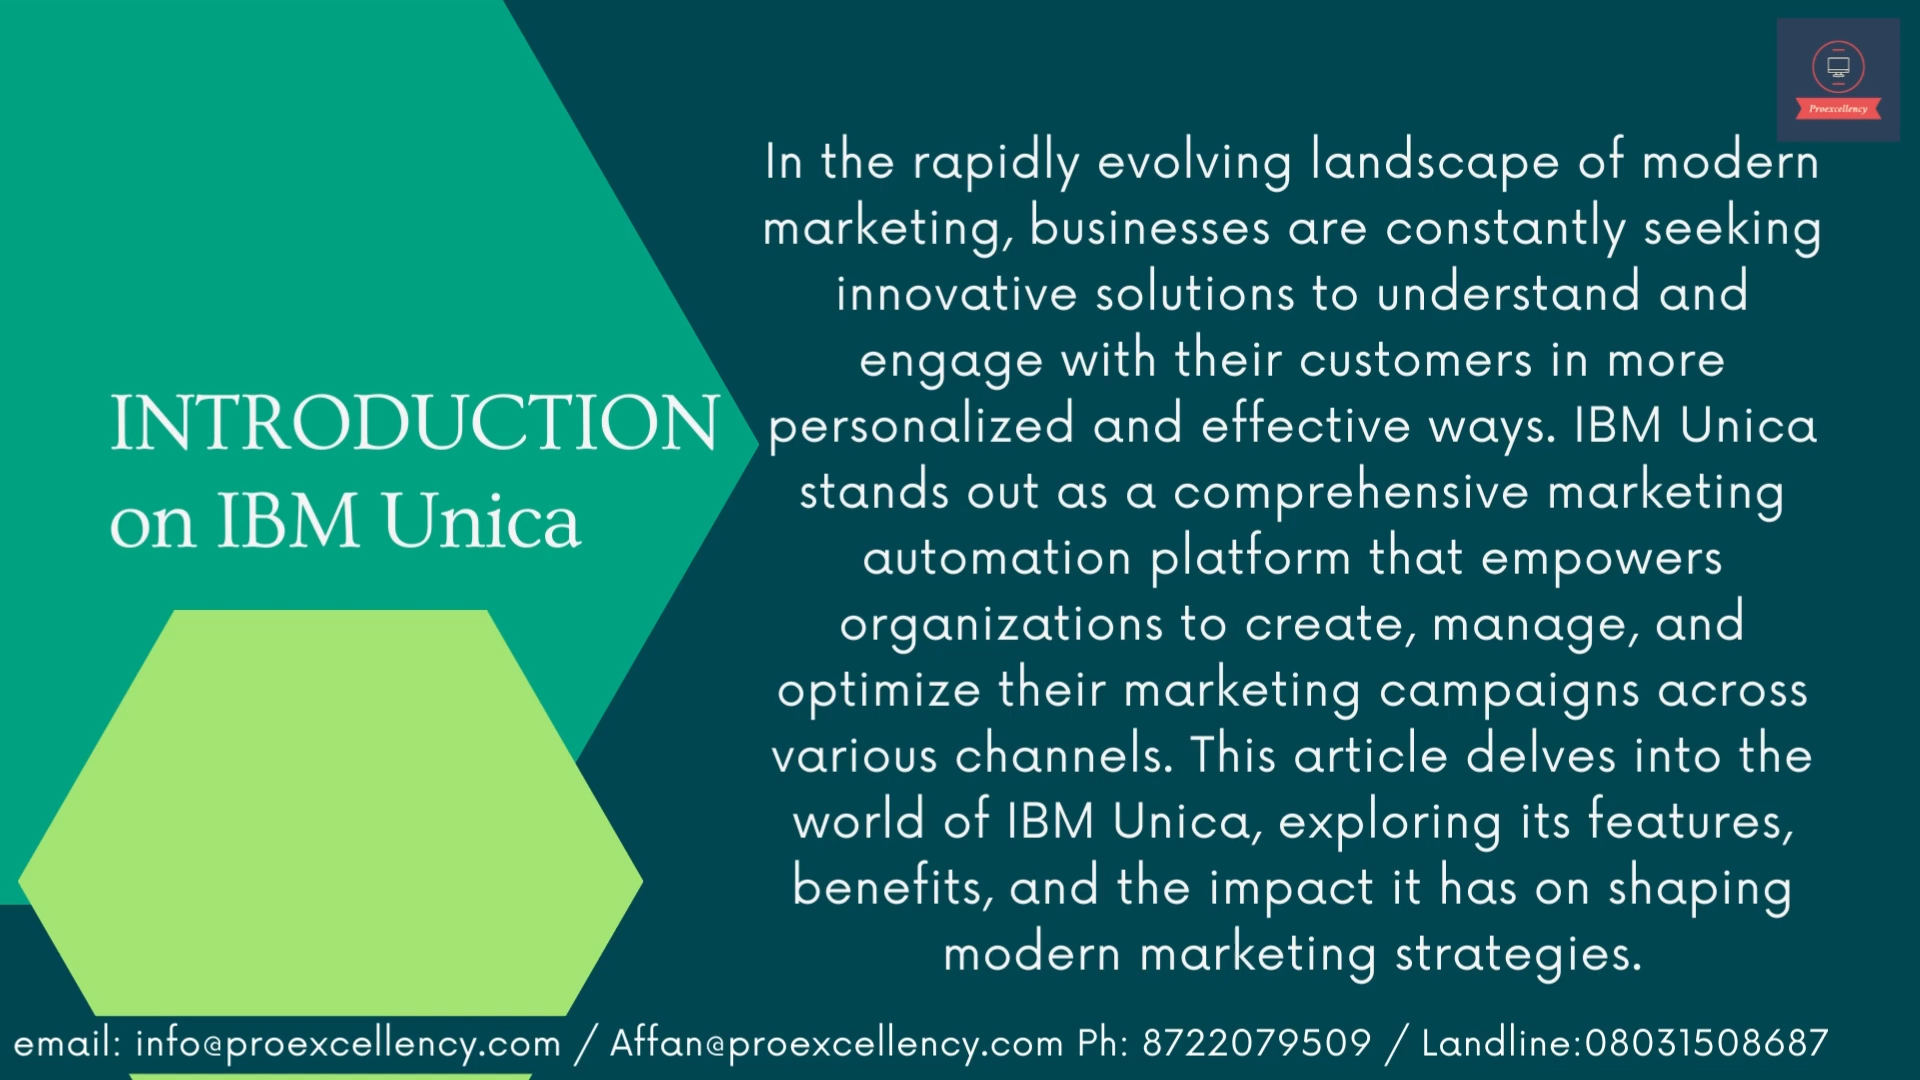 Proexcellency
INTRODUCTION
on IBM Unica
In the rapidly evolving landscape of modern
marketing, businesses are constantly seeking
innovative solutions to understand and
engage with their customers in more
personalized and effective ways. IBM Unica
stands out as a comprehensive marketing
automation platform that empowers
organizations to create, manage, and
optimize their marketing campaigns across
various channels. This article delves into the
world of IBM Unica, exploring its features,
benefits, and the impact it has on shaping
modern marketing strategies.
email: info@proexcellency.com / Affan@proexcellency.com Ph: 8722079509 / Landline:08031508687